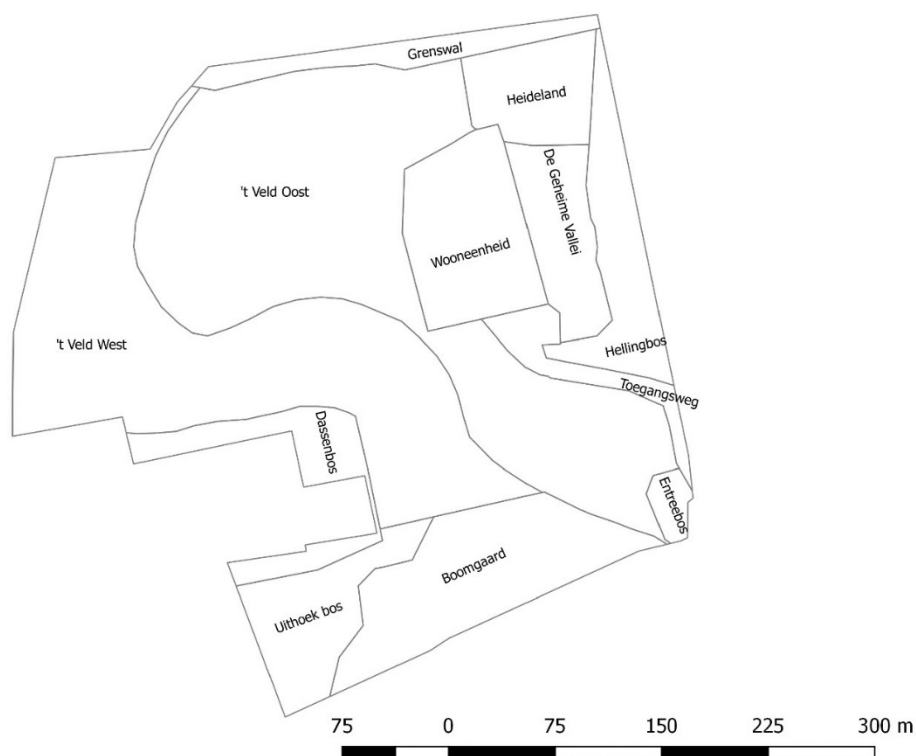 Grenswal
Heideland
De Geheime Vallei
't Veld Oost
Wooneenheid
't Veld West
Hellingbos
Toegangsweg
Dassenbos
Entreebos
Boomgaard
Uithoek bos
75 0 75 150 225 300 m